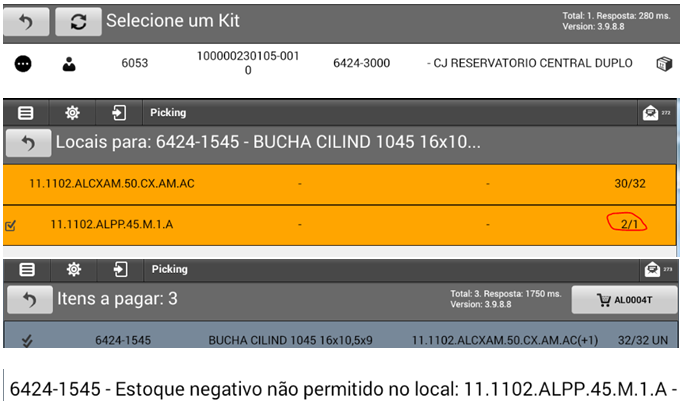 Selecione um Kit
Total: 1. Resposta: 280 ms.
Version: 3.9.8.8
6053 100000230105-001 6424-3000 - CJ RESERVATORIO CENTRAL DUPLO
0
Picking 272
Locais para: 6424-1545 - BUCHA CILIND 1045 16x10...
11.1102.ALCXAM.50.CX.AM.AC - - 30/32
11.1102.ALPP.45.M.1.A - - 2/1
Picking 273
Itens a pagar: 3
Total: 3. Resposta: 1750 ms.
Version: 3.9.8.8
AL0004T
6424-1545 BUCHA CILIND 1045 16x10,5x9 11.1102.ALCXAM.50.CX.AM.AC(+1) 32/32 UN
6424-1545 - Estoque negativo não permitido no local: 11.1102.ALPP.45.M.1.A -